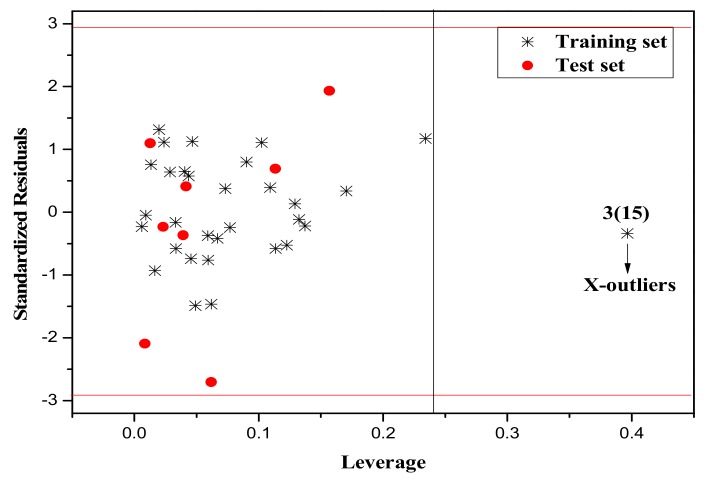 3
2
1
0
-1
-2
-3
Standardized Residuals
Training set
Test set
3(15)
X-outliers
0.0 0.1 0.2 0.3 0.4
Leverage